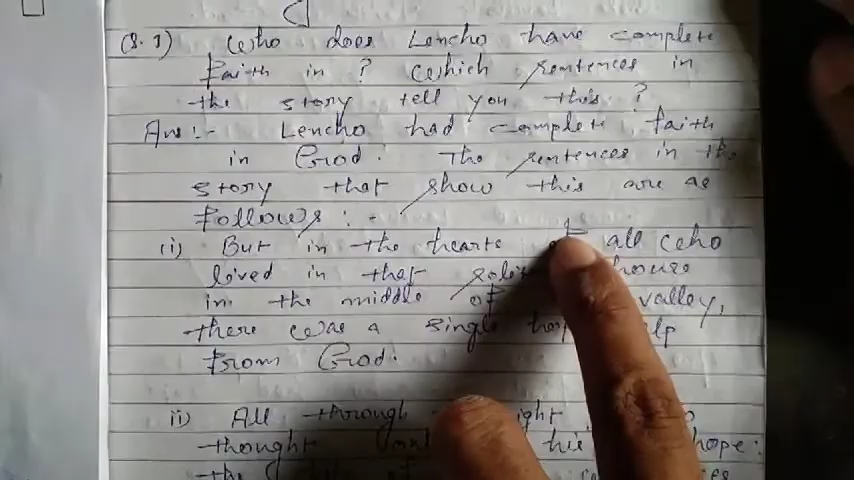 (Q.1) Who does Lencho have complete
faith in ? Which sentences in
the story tell you this ?
Ans:- Lencho had complete faith
in God. The sentences in the
story that show this are as
follows :-
(i) But in the hearts of all who
lived in that house
in the middle of valley,
there was a single
from God.
ii) All through
thought hope:
the